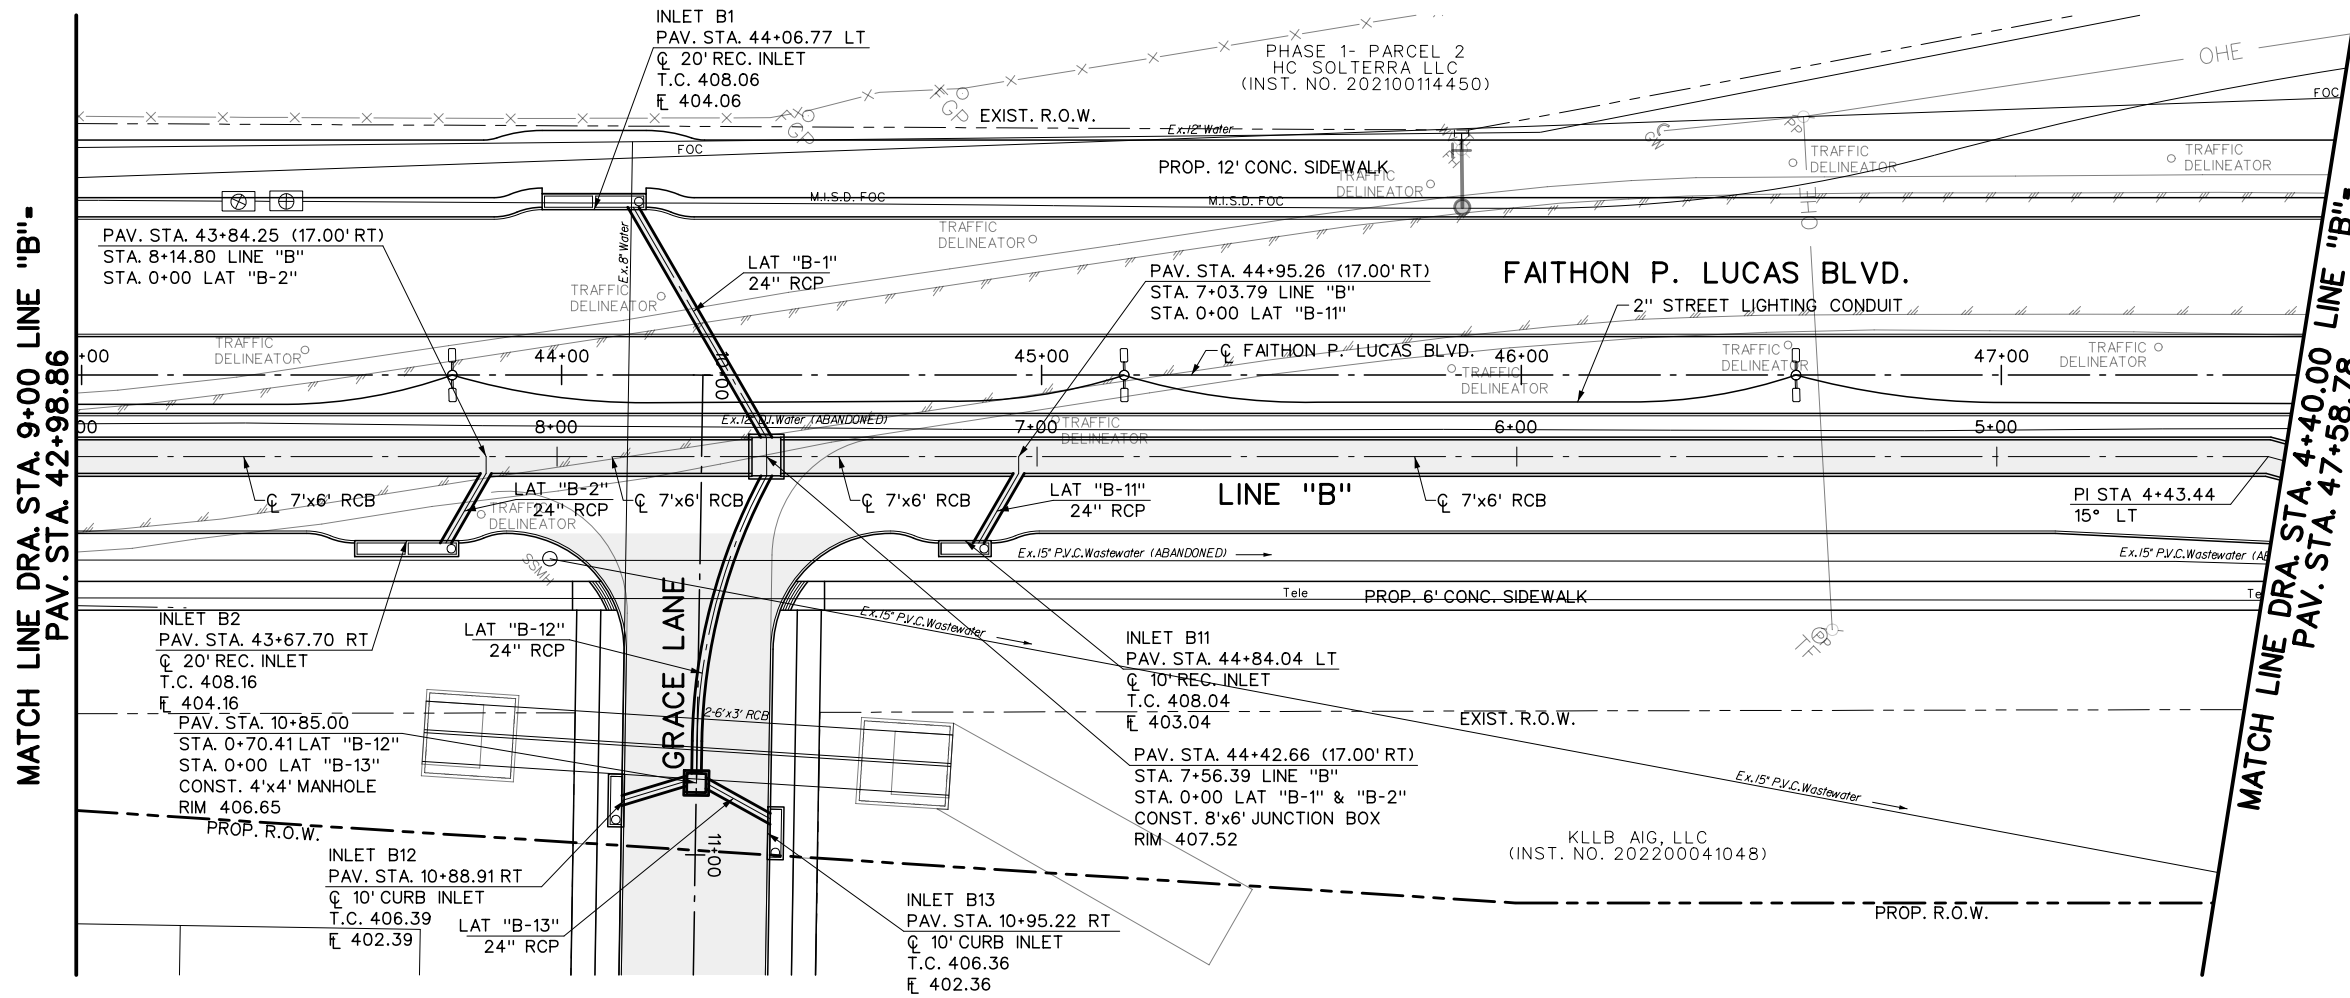 INLET B1
PAV. STA. 44+06.77 LT
℄ 20' REC. INLET
T.C. 408.06
FL 404.06
PHASE 1- PARCEL 2
HC SOLTERRA LLC
(INST. NO. 202100114450)
OHE
FOC
EXIST. R.O.W.
Ex.12" Water
FOC
PROP. 12' CONC. SIDEWALK
TRAFFIC
DELINEATOR
TRAFFIC
DELINEATOR
TRAFFIC
DELINEATOR
M.I.S.D. FOC
M.I.S.D. FOC
PP
GW
FH
OHE
MATCH LINE DRA. STA. 9+00 LINE "B"=
PAV. STA. 42+98.86
PAV. STA. 43+84.25 (17.00' RT)
STA. 8+14.80 LINE "B"
STA. 0+00 LAT "B-2"
Ex.8" Water
TRAFFIC
DELINEATOR
TRAFFIC
DELINEATOR
LAT "B-1"
24" RCP
PAV. STA. 44+95.26 (17.00' RT)
STA. 7+03.79 LINE "B"
STA. 0+00 LAT "B-11"
FAITHON P. LUCAS BLVD.
2" STREET LIGHTING CONDUIT
TRAFFIC
DELINEATOR
+00
44+00
45+00
℄ FAITHON P. LUCAS BLVD.
46+00
47+00
TRAFFIC
DELINEATOR
TRAFFIC
DELINEATOR
TRAFFIC
DELINEATOR
00
8+00
Ex.12" D.I.Water (ABANDONED)
7+00
TRAFFIC
DELINEATOR
6+00
5+00
℄ 7'x6' RCB
LAT "B-2"
24" RCP
℄ 7'x6' RCB
℄ 7'x6' RCB
LAT "B-11"
24" RCP
LINE "B"
℄ 7'x6' RCB
PI STA 4+43.44
15° LT
TRAFFIC
DELINEATOR
SSMH
Ex.15" P.V.C.Wastewater (ABANDONED)
Ex.15" P.V.C.Wastewater (AB
Tele
PROP. 6' CONC. SIDEWALK
Te
MATCH LINE DRA. STA. 4+40.00 LINE "B"=
PAV. STA. 47+58.78
INLET B2
PAV. STA. 43+67.70 RT
℄ 20' REC. INLET
T.C. 408.16
FL 404.16
LAT "B-12"
24" RCP
GRACE LANE
Ex.15" P.V.C.Wastewater
INLET B11
PAV. STA. 44+84.04 LT
℄ 10' REC. INLET
T.C. 408.04
FL 403.04
PP
2-6'x3' RCB
EXIST. R.O.W.
PAV. STA. 10+85.00
STA. 0+70.41 LAT "B-12"
STA. 0+00 LAT "B-13"
CONST. 4'x4' MANHOLE
RIM 406.65
PROP. R.O.W.
PAV. STA. 44+42.66 (17.00' RT)
STA. 7+56.39 LINE "B"
STA. 0+00 LAT "B-1" & "B-2"
CONST. 8'x6' JUNCTION BOX
RIM 407.52
Ex.15" P.V.C.Wastewater
KLLB AIG, LLC
(INST. NO. 202200041048)
11+00
INLET B12
PAV. STA. 10+88.91 RT
℄ 10' CURB INLET
T.C. 406.39
FL 402.39
LAT "B-13"
24" RCP
INLET B13
PAV. STA. 10+95.22 RT
℄ 10' CURB INLET
T.C. 406.36
FL 402.36
PROP. R.O.W.